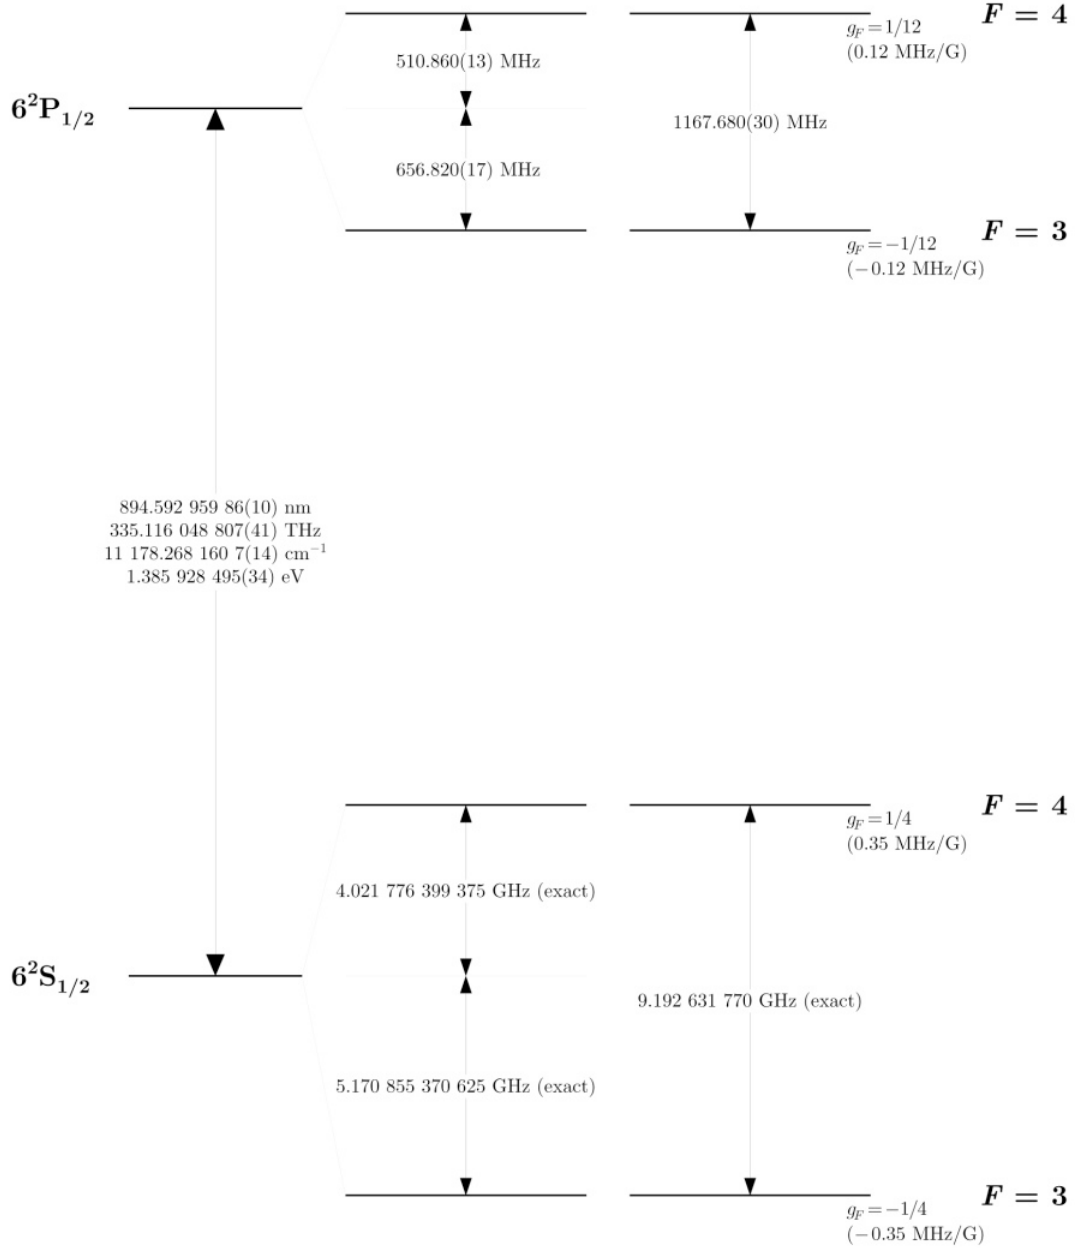 F = 4
g_F = 1/12
(0.12 MHz/G)
510.860(13) MHz
6²P₁/₂
1167.680(30) MHz
656.820(17) MHz
F = 3
g_F = −1/12
(−0.12 MHz/G)
894.592 959 86(10) nm
335.116 048 807(41) THz
11 178.268 160 7(14) cm⁻¹
1.385 928 495(34) eV
F = 4
g_F = 1/4
(0.35 MHz/G)
4.021 776 399 375 GHz (exact)
6²S₁/₂
9.192 631 770 GHz (exact)
5.170 855 370 625 GHz (exact)
F = 3
g_F = −1/4
(−0.35 MHz/G)